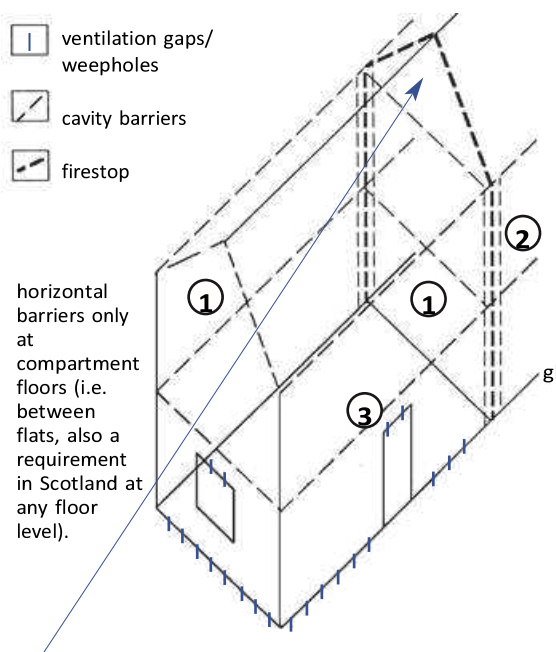 ventilation gaps/
weepholes
cavity barriers
firestop
2
1
1
horizontal
barriers only
at
compartment
floors (i.e.
between
flats, also a
requirement
in Scotland at
any floor
level).
g
3